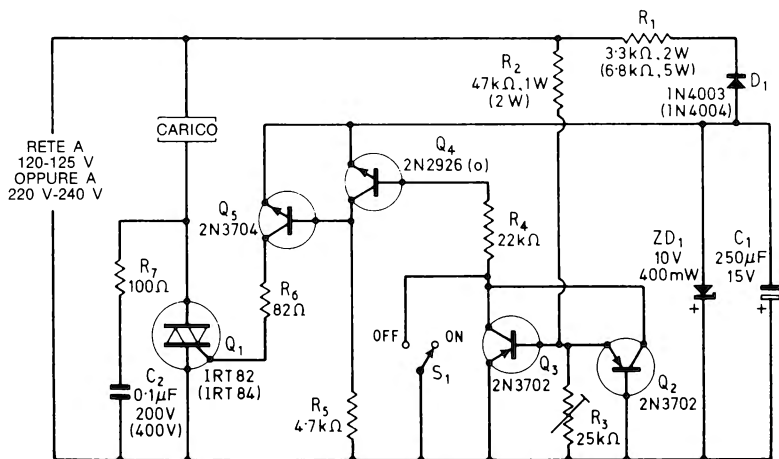 R1
3.3kΩ,2W
(6.8kΩ,5W)
R2
47kΩ,1W
(2W)
D1
1N4003
(1N4004)
CARICO
RETE A
120-125 V
OPPURE A
220 V-240 V
Q4
2N2926 (o)
Q5
2N3704
R4
22kΩ
ZD1
10V
400mW
+
C1
250µF
15V
+
R7
100Ω
R6
82Ω
OFF
ON
S1
Q1
IRT82
(IRT84)
Q3
2N3702
Q2
2N3702
C2
0·1µF
200V
(400V)
R5
4.7kΩ
R3
25kΩ